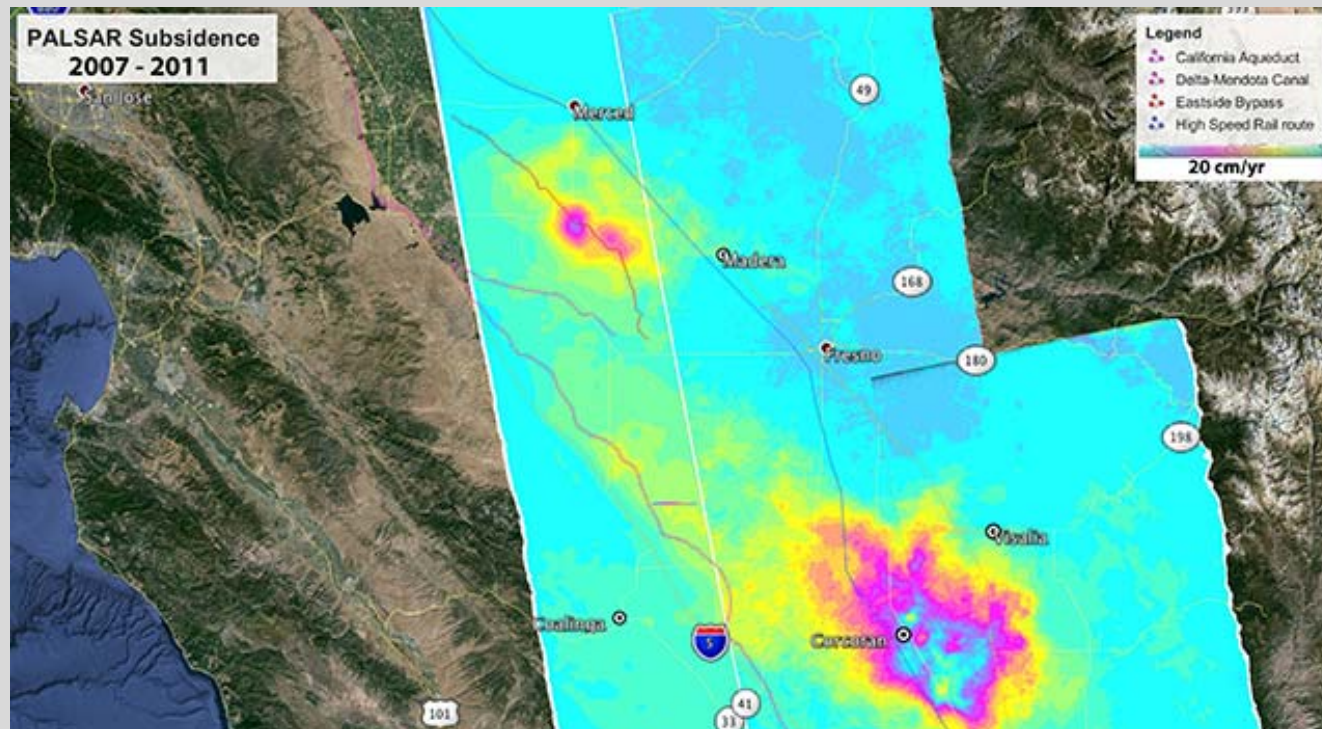 PALSAR Subsidence
2007 - 2011
San Jose
Merced
49
Legend
California Aqueduct
Delta-Mendota Canal
Eastside Bypass
High Speed Rail route
20 cm/yr
Madera
168
Fresno
180
198
Visalia
Coalinga
Corcoran
5
41
33
101